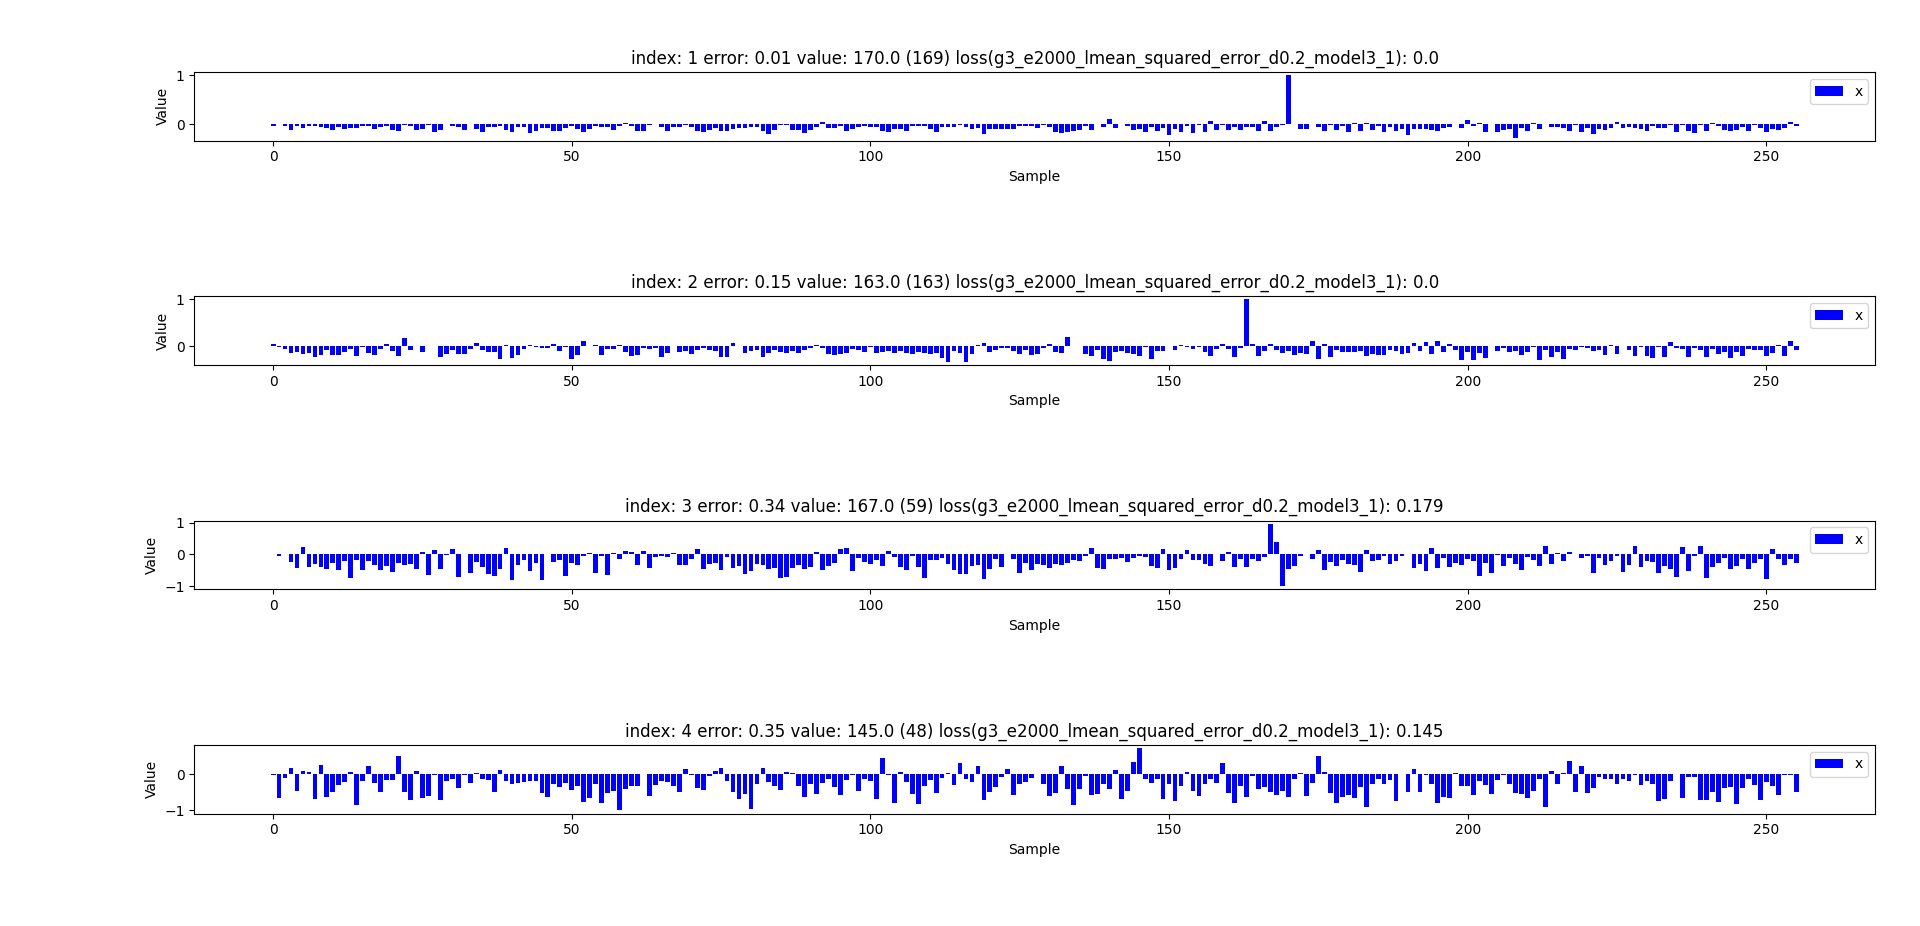 index: 1 error: 0.01 value: 170.0 (169) loss(g3_e2000_lmean_squared_error_d0.2_model3_1): 0.0
1
0
Value
x
0 50 100 150 200 250
Sample
index: 2 error: 0.15 value: 163.0 (163) loss(g3_e2000_lmean_squared_error_d0.2_model3_1): 0.0
1
0
Value
x
0 50 100 150 200 250
Sample
index: 3 error: 0.34 value: 167.0 (59) loss(g3_e2000_lmean_squared_error_d0.2_model3_1): 0.179
1
0
−1
Value
x
0 50 100 150 200 250
Sample
index: 4 error: 0.35 value: 145.0 (48) loss(g3_e2000_lmean_squared_error_d0.2_model3_1): 0.145
0
−1
Value
x
0 50 100 150 200 250
Sample